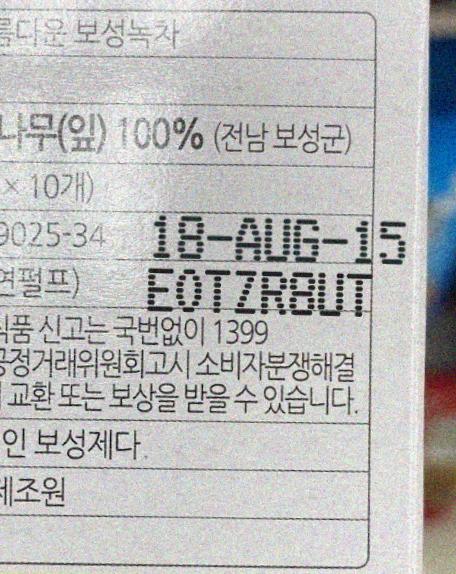 름다운 보성녹차
나무(잎) 100% (전남 보성군)
× 10개)
9025-34
18-AUG-15
연펄프)
EOTZRBUT
식품 신고는 국번없이 1399
공정거래위원회고시 소비자분쟁해결
교환 또는 보상을 받을 수 있습니다.
인 보성제다.
제조원